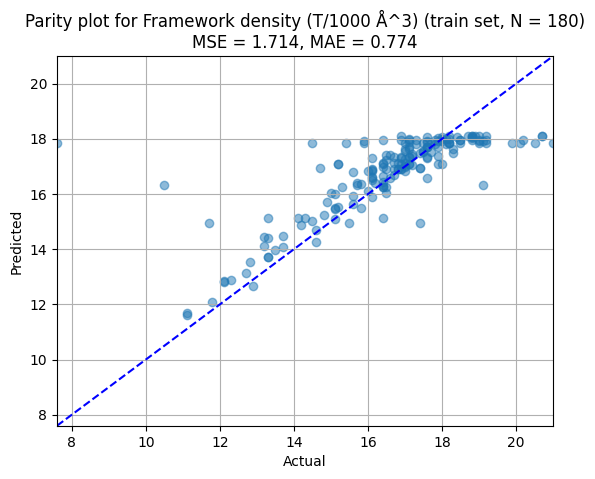 Parity plot for Framework density (T/1000 Å^3) (train set, N = 180)
MSE = 1.714, MAE = 0.774
Predicted
20
18
16
14
12
10
8
8 10 12 14 16 18 20
Actual